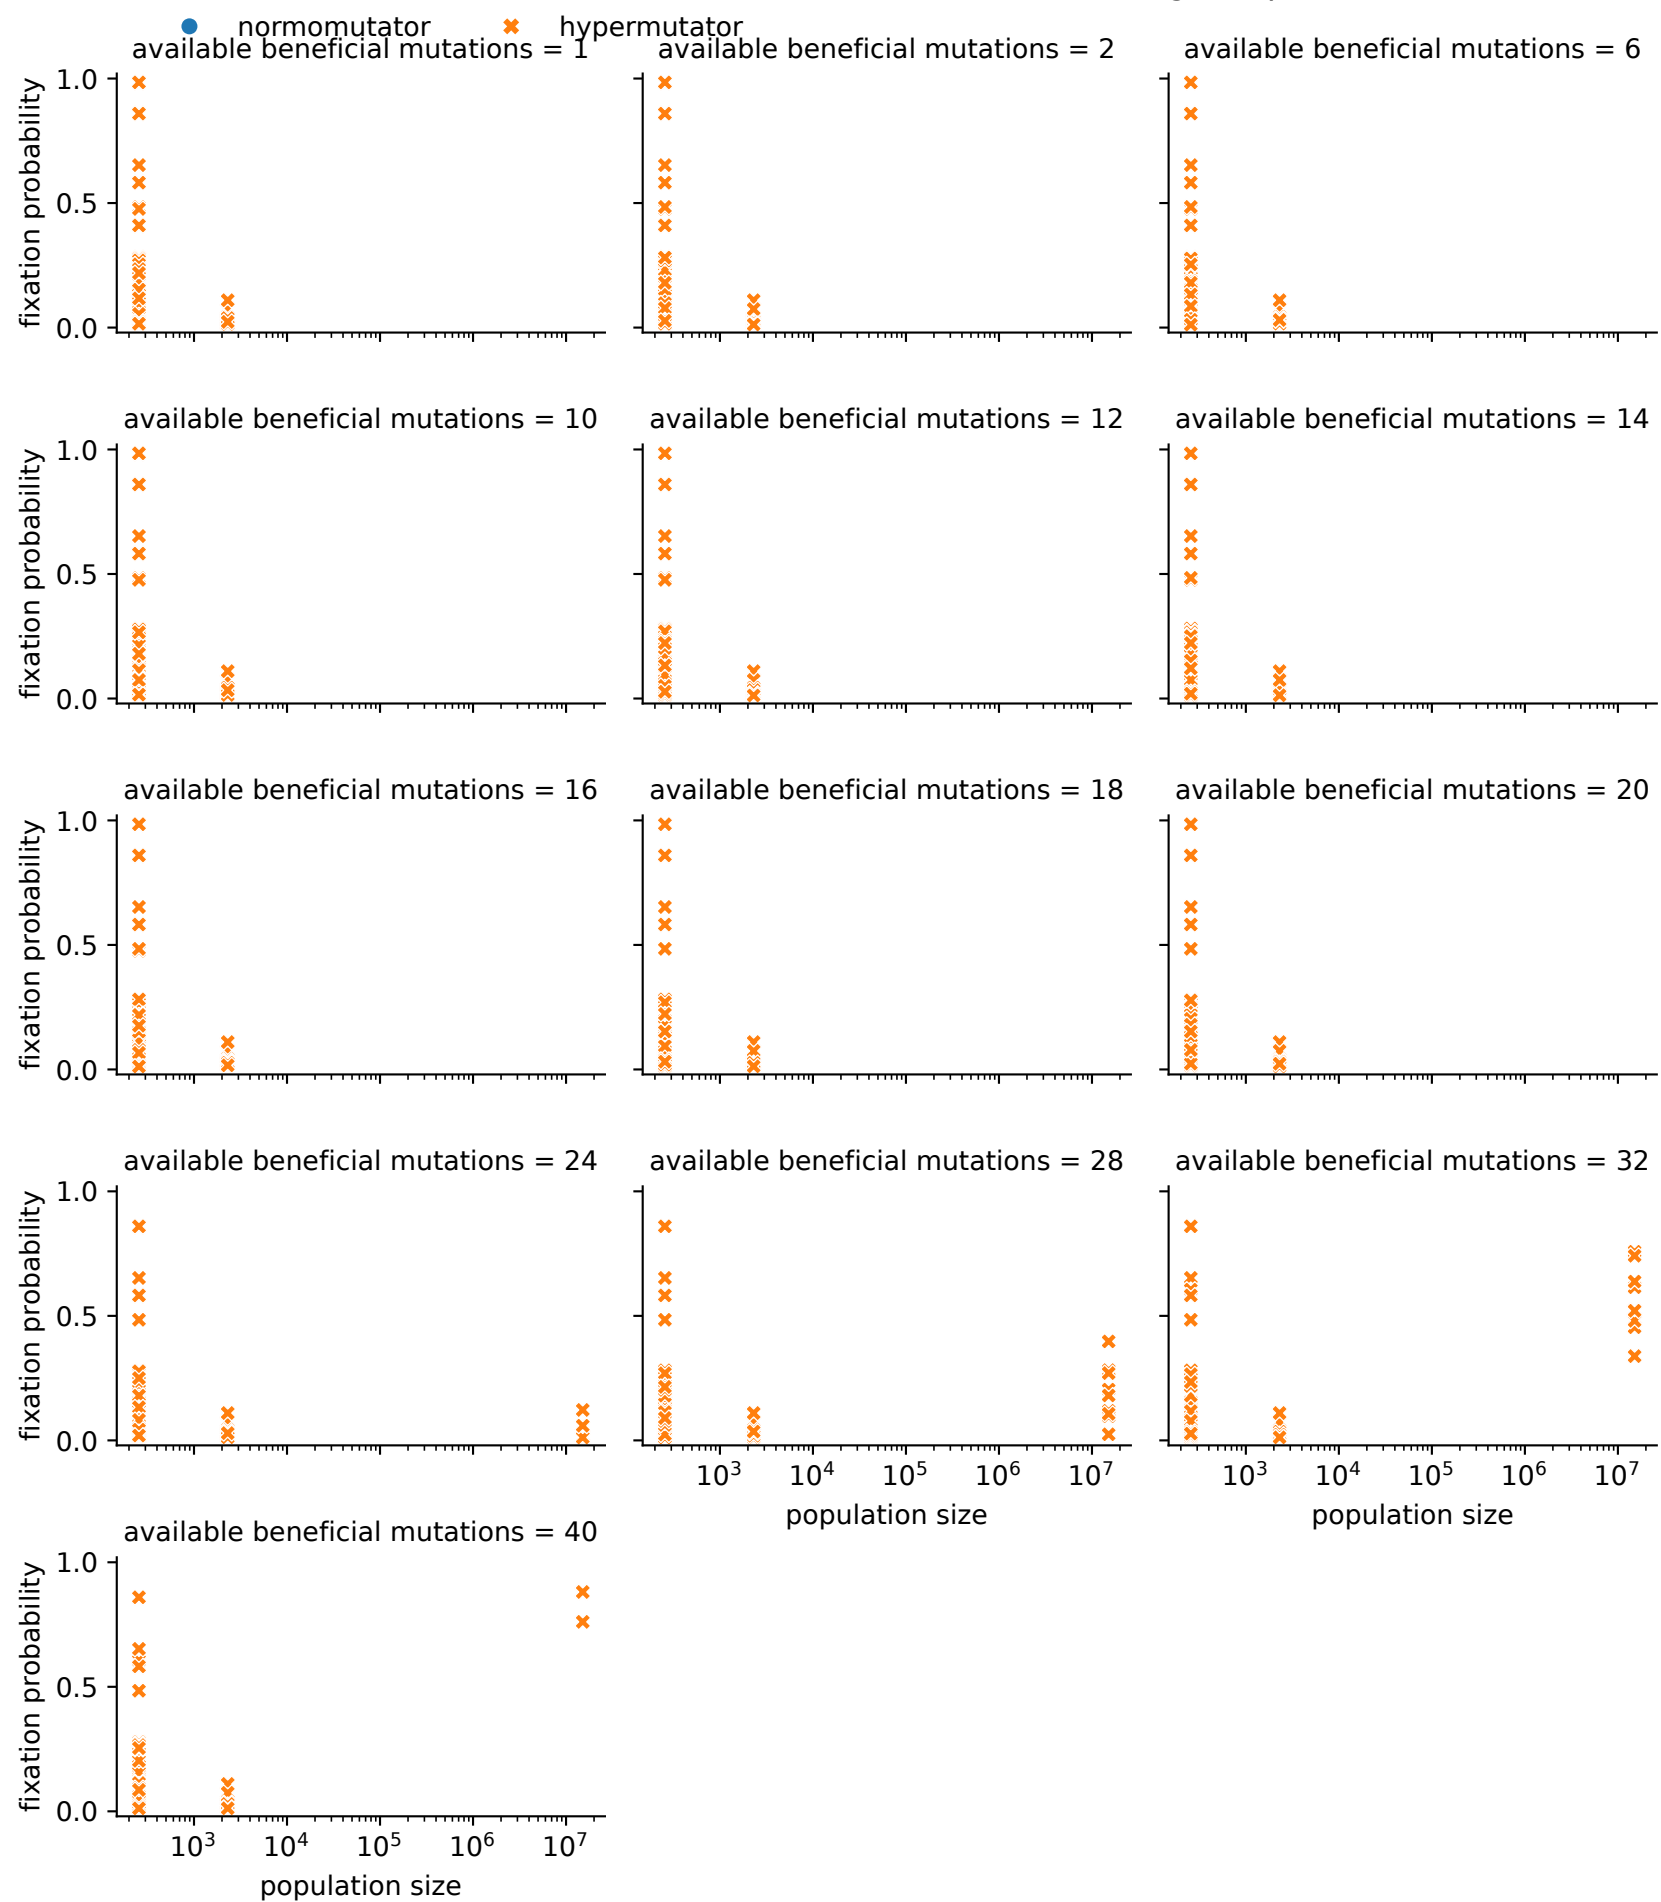 normomutator hypermutator
available beneficial mutations = 1 available beneficial mutations = 2 available beneficial mutations = 6
1.0
0.5
0.0
fixation probability
available beneficial mutations = 10 available beneficial mutations = 12 available beneficial mutations = 14
1.0
0.5
0.0
fixation probability
available beneficial mutations = 16 available beneficial mutations = 18 available beneficial mutations = 20
1.0
0.5
0.0
fixation probability
available beneficial mutations = 24 available beneficial mutations = 28 available beneficial mutations = 32
1.0
0.5
0.0
fixation probability
10³ 10⁴ 10⁵ 10⁶ 10⁷ 10³ 10⁴ 10⁵ 10⁶ 10⁷
population size population size
available beneficial mutations = 40
1.0
0.5
0.0
fixation probability
10³ 10⁴ 10⁵ 10⁶ 10⁷
population size